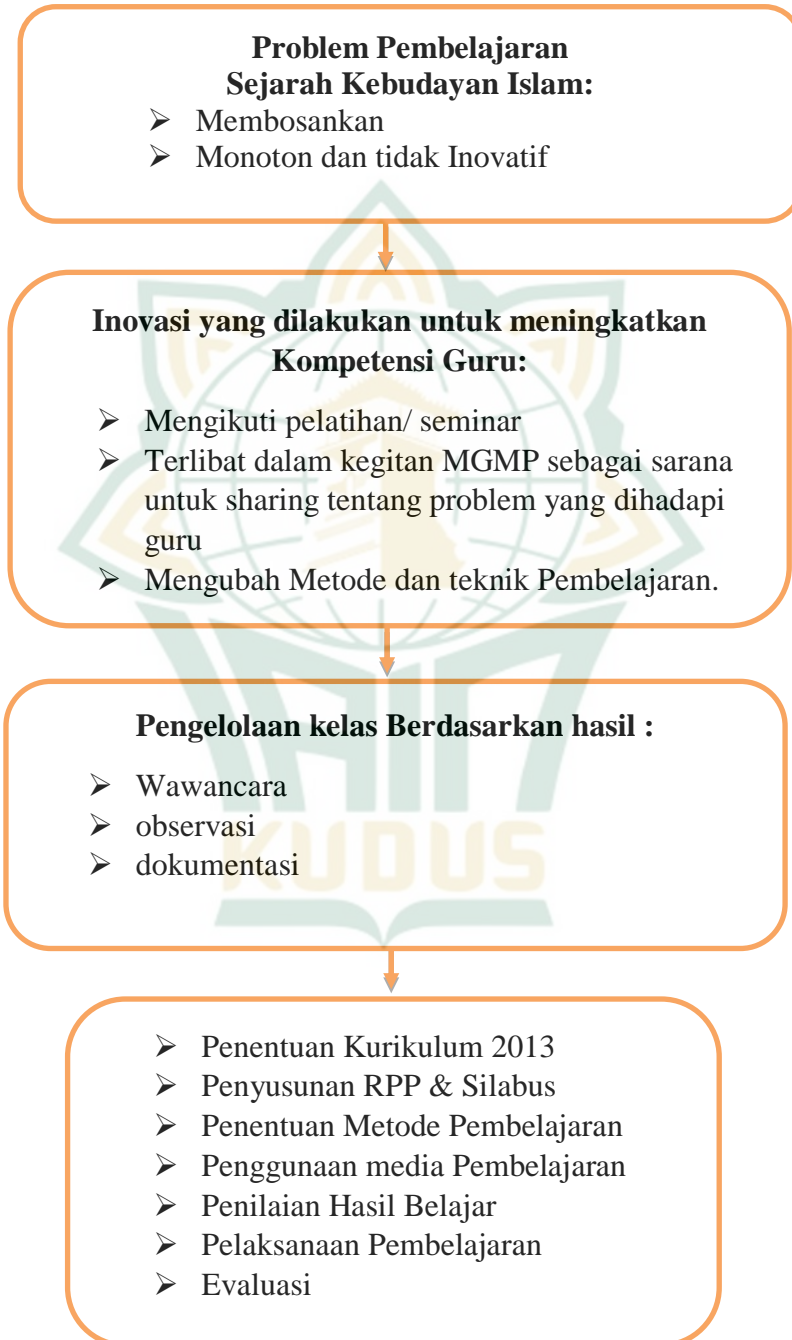 Problem Pembelajaran
Sejarah Kebudayan Islam:
➢ Membosankan
➢ Monoton dan tidak Inovatif
Inovasi yang dilakukan untuk meningkatkan
Kompetensi Guru:
➢ Mengikuti pelatihan/ seminar
➢ Terlibat dalam kegitan MGMP sebagai sarana
untuk sharing tentang problem yang dihadapi
guru
➢ Mengubah Metode dan teknik Pembelajaran.
Pengelolaan kelas Berdasarkan hasil :
➢ Wawancara
➢ observasi
➢ dokumentasi
IAIN
KUDUS
➢ Penentuan Kurikulum 2013
➢ Penyusunan RPP & Silabus
➢ Penentuan Metode Pembelajaran
➢ Penggunaan media Pembelajaran
➢ Penilaian Hasil Belajar
➢ Pelaksanaan Pembelajaran
➢ Evaluasi